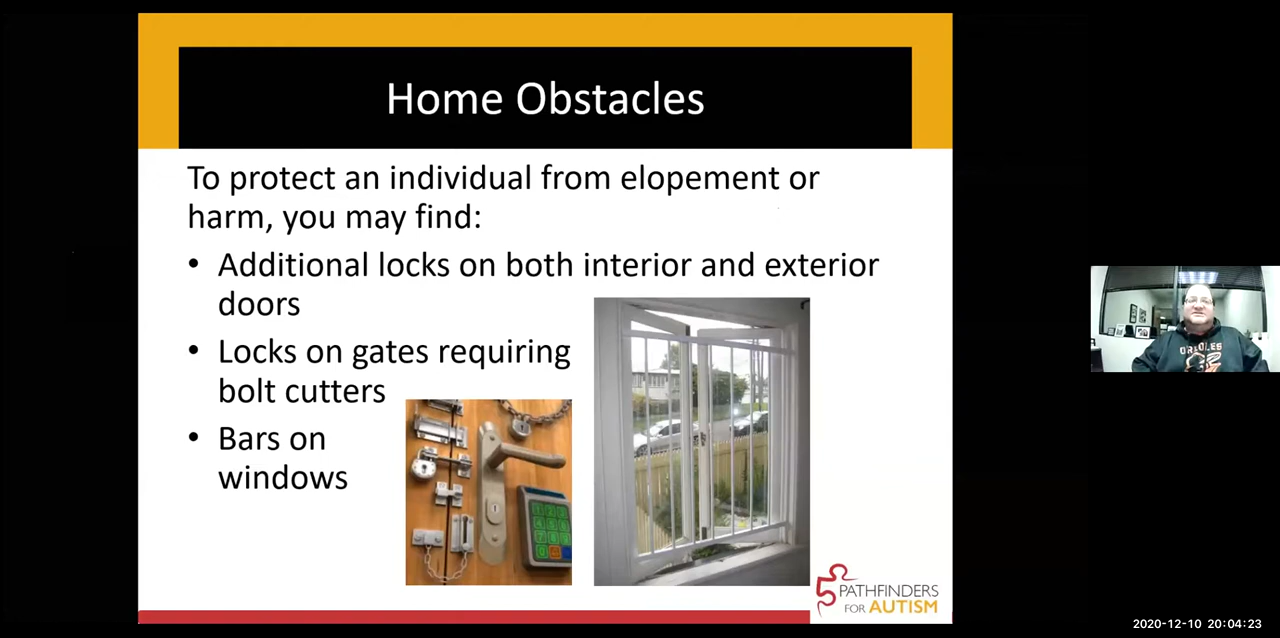 Home Obstacles
To protect an individual from elopement or
harm, you may find:
• Additional locks on both interior and exterior
doors
• Locks on gates requiring
bolt cutters
• Bars on
windows
ORIOLES
PATHFINDERS
FOR AUTISM
2020-12-10 20:04:23